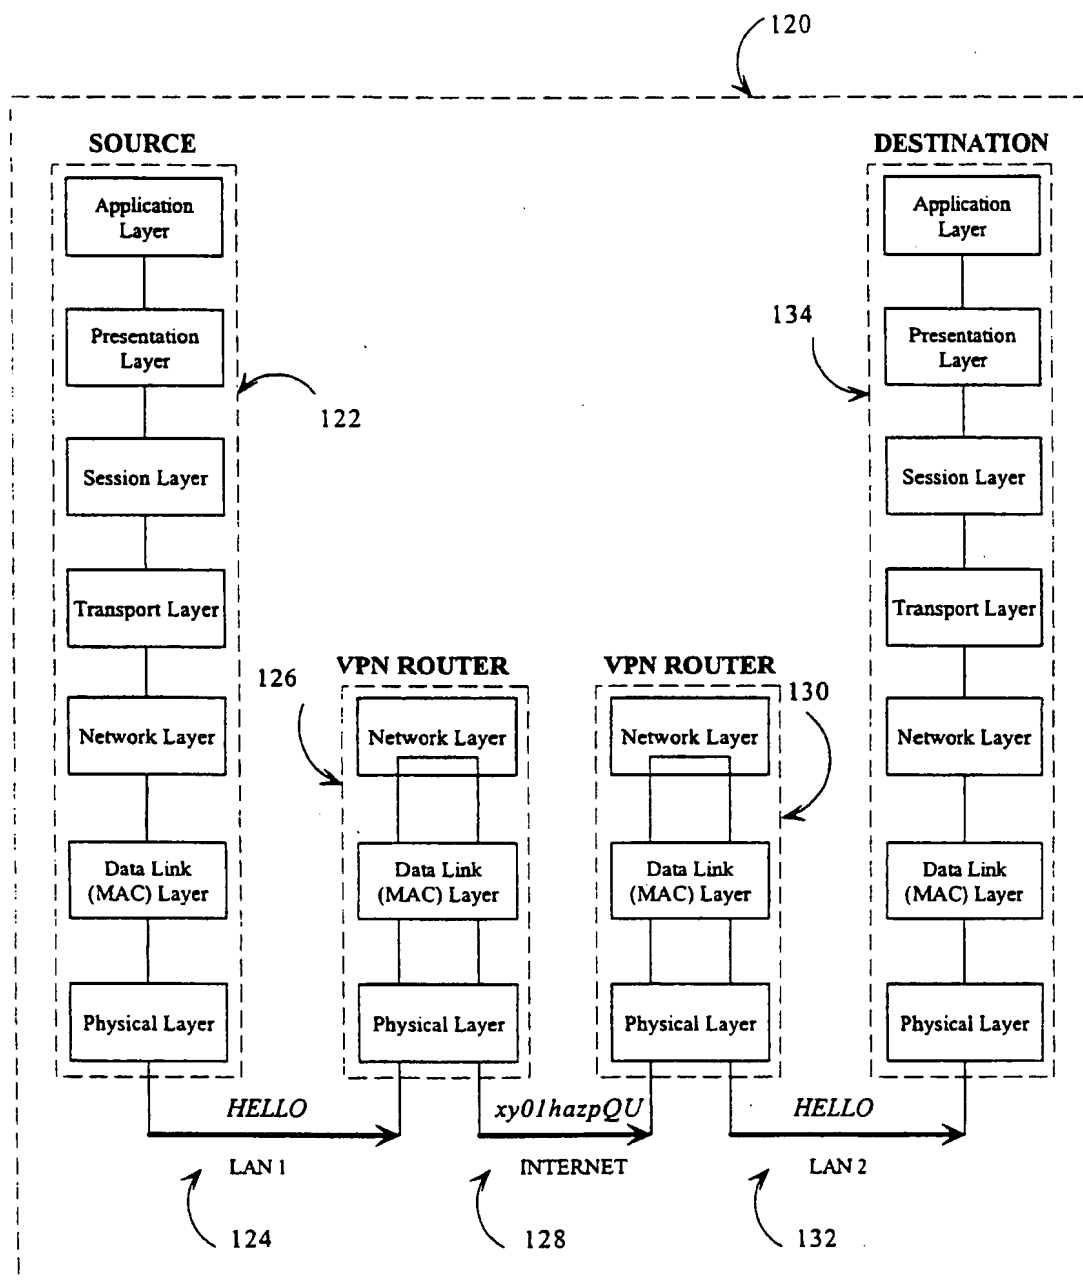 120
SOURCE
DESTINATION
Application
Layer
Application
Layer
134
Presentation
Layer
Presentation
Layer
122
Session Layer
Session Layer
Transport Layer
Transport Layer
VPN ROUTER
VPN ROUTER
126
130
Network Layer
Network Layer
Network Layer
Network Layer
Data Link
(MAC) Layer
Data Link
(MAC) Layer
Data Link
(MAC) Layer
Data Link
(MAC) Layer
Physical Layer
Physical Layer
Physical Layer
Physical Layer
HELLO
xy01hazpQU
HELLO
LAN 1
INTERNET
LAN 2
124
128
132